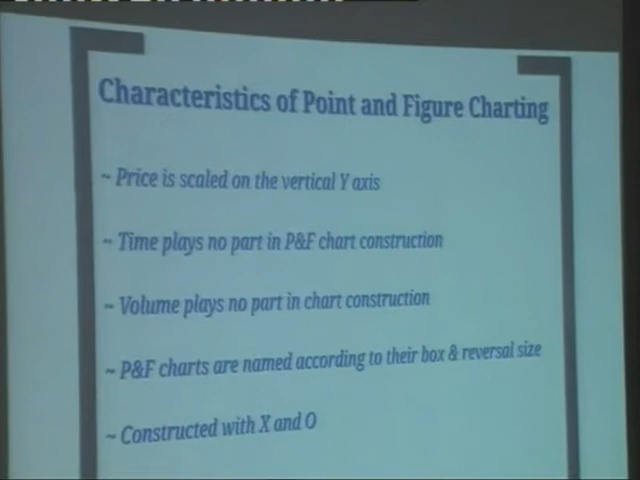 Characteristics of Point and Figure Charting
~ Price is scaled on the vertical Y axis
~ Time plays no part in P&F chart construction
~ Volume plays no part in chart construction
~ P&F charts are named according to their box & reversal size
~ Constructed with X and O